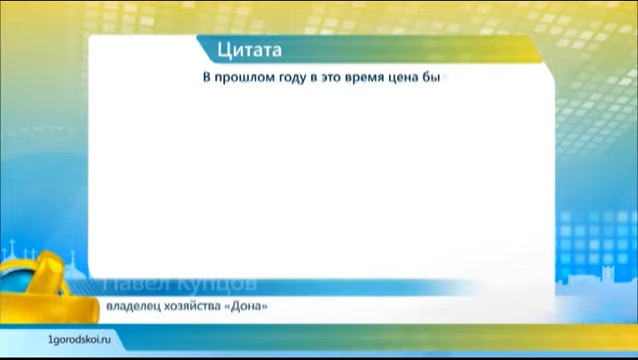 Цитата
В прошлом году в это время цена бы
Павел Купцов
владелец хозяйства «Дона»
1gorodskoi.ru